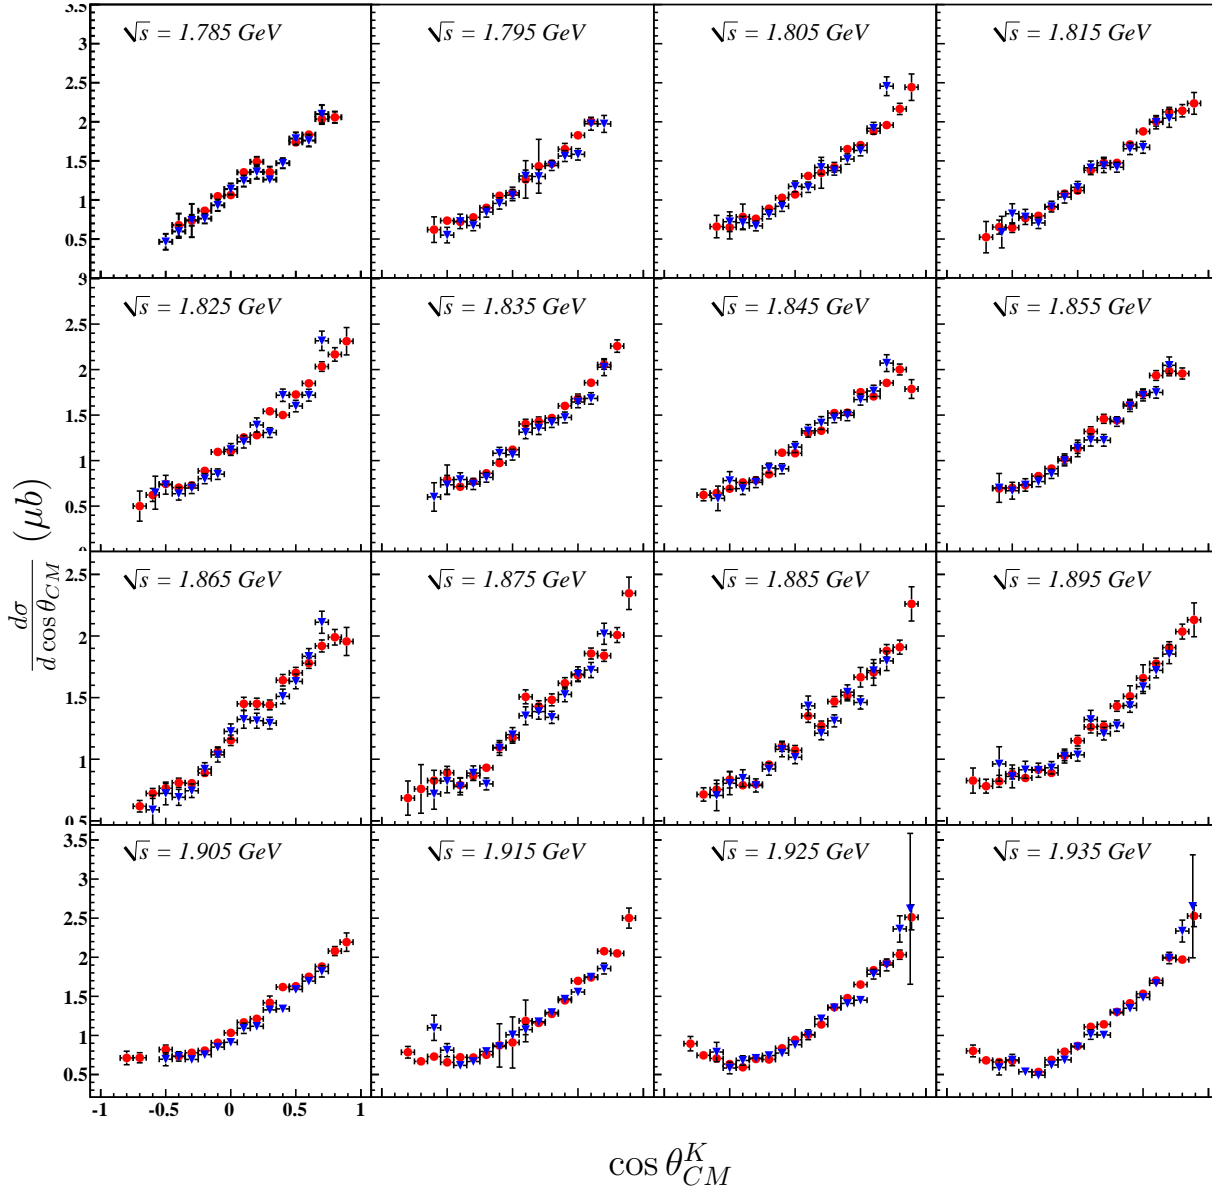 3.5
3
2.5
2
1.5
1
0.5
√s = 1.785 GeV
√s = 1.795 GeV
√s = 1.805 GeV
√s = 1.815 GeV
3
2.5
2
1.5
1
0.5
0
√s = 1.825 GeV
√s = 1.835 GeV
√s = 1.845 GeV
√s = 1.855 GeV
dσ / d cos θ_CM (μb)
2.5
2
1.5
1
0.5
√s = 1.865 GeV
√s = 1.875 GeV
√s = 1.885 GeV
√s = 1.895 GeV
3.5
3
2.5
2
1.5
1
0.5
√s = 1.905 GeV
√s = 1.915 GeV
√s = 1.925 GeV
√s = 1.935 GeV
-1 -0.5 0 0.5 1
cos θ^K_CM